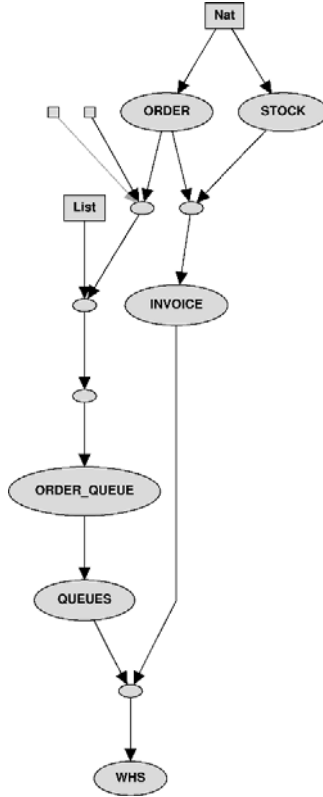 Nat
ORDER
STOCK
List
INVOICE
ORDER_QUEUE
QUEUES
WHS